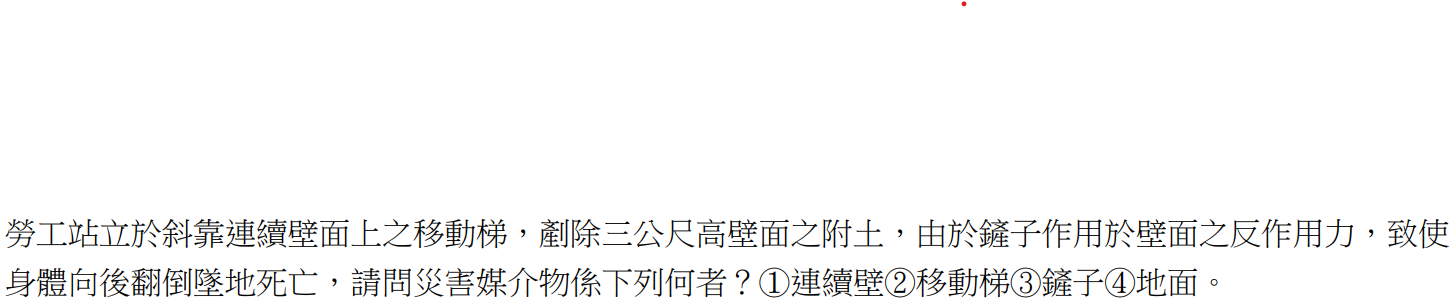 勞工站立於斜靠連續壁面上之移動梯，剷除三公尺高壁面之附土，由於鏟子作用於壁面之反作用力，致使
身體向後翻倒墜地死亡，請問災害媒介物係下列何者？①連續壁②移動梯③鏟子④地面。